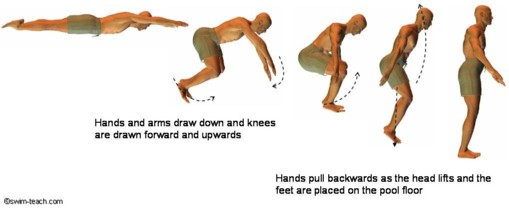 Hands and arms draw down and knees
are drawn forward and upwards
Hands pull backwards as the head lifts and the
feet are placed on the pool floor
©swim-teach.com